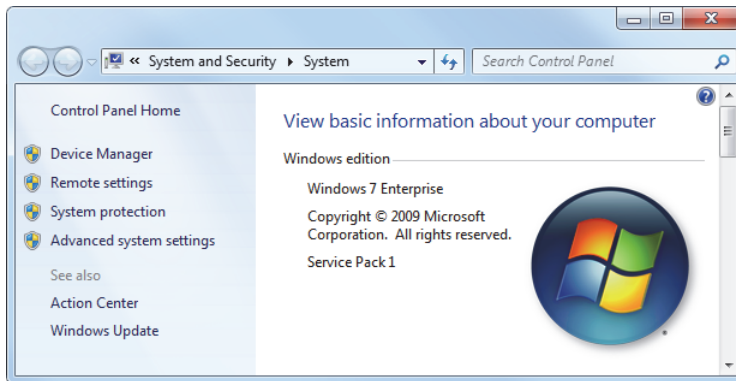 « System and Security ▸ System
Search Control Panel
Control Panel Home
Device Manager
Remote settings
System protection
Advanced system settings
See also
Action Center
Windows Update
View basic information about your computer
Windows edition
Windows 7 Enterprise
Copyright © 2009 Microsoft
Corporation. All rights reserved.
Service Pack 1